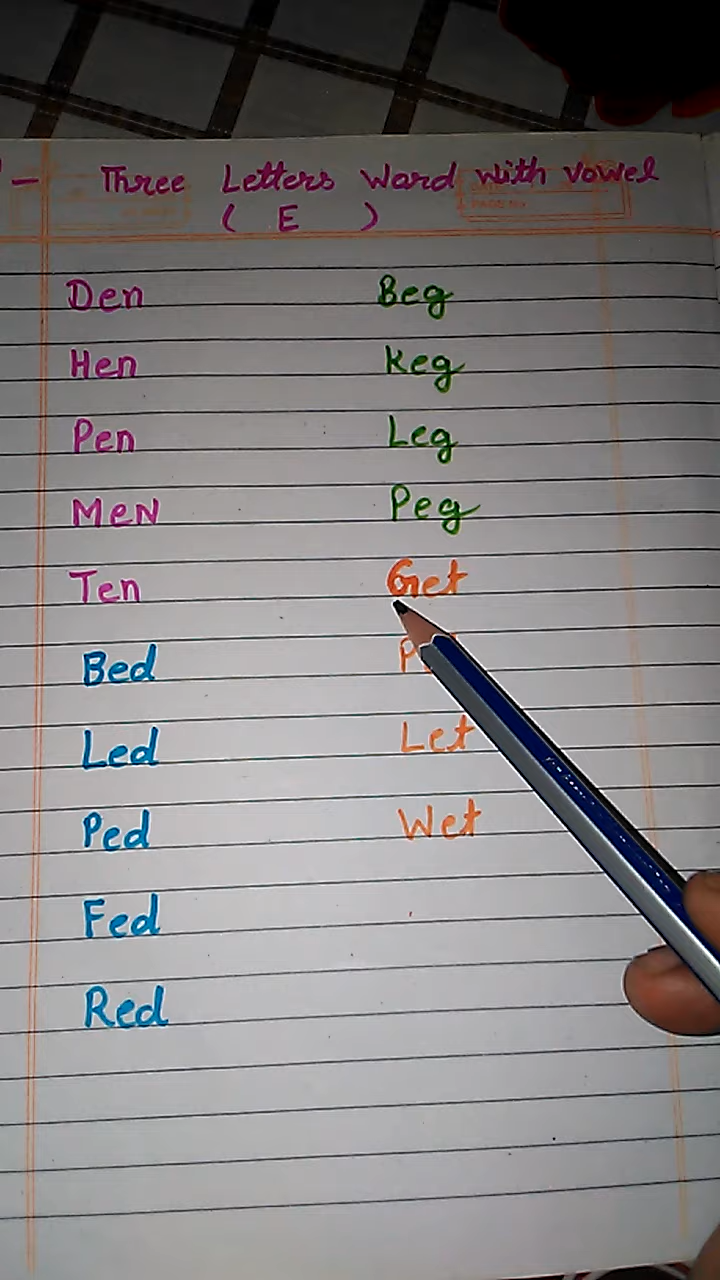 - Three Letters Ward with vowel
( E )
Den Beg
Hen Keg
Pen Leg
MeN Peg
Ten Get
Bed
Led Let
Ped Wet
Fed
Red